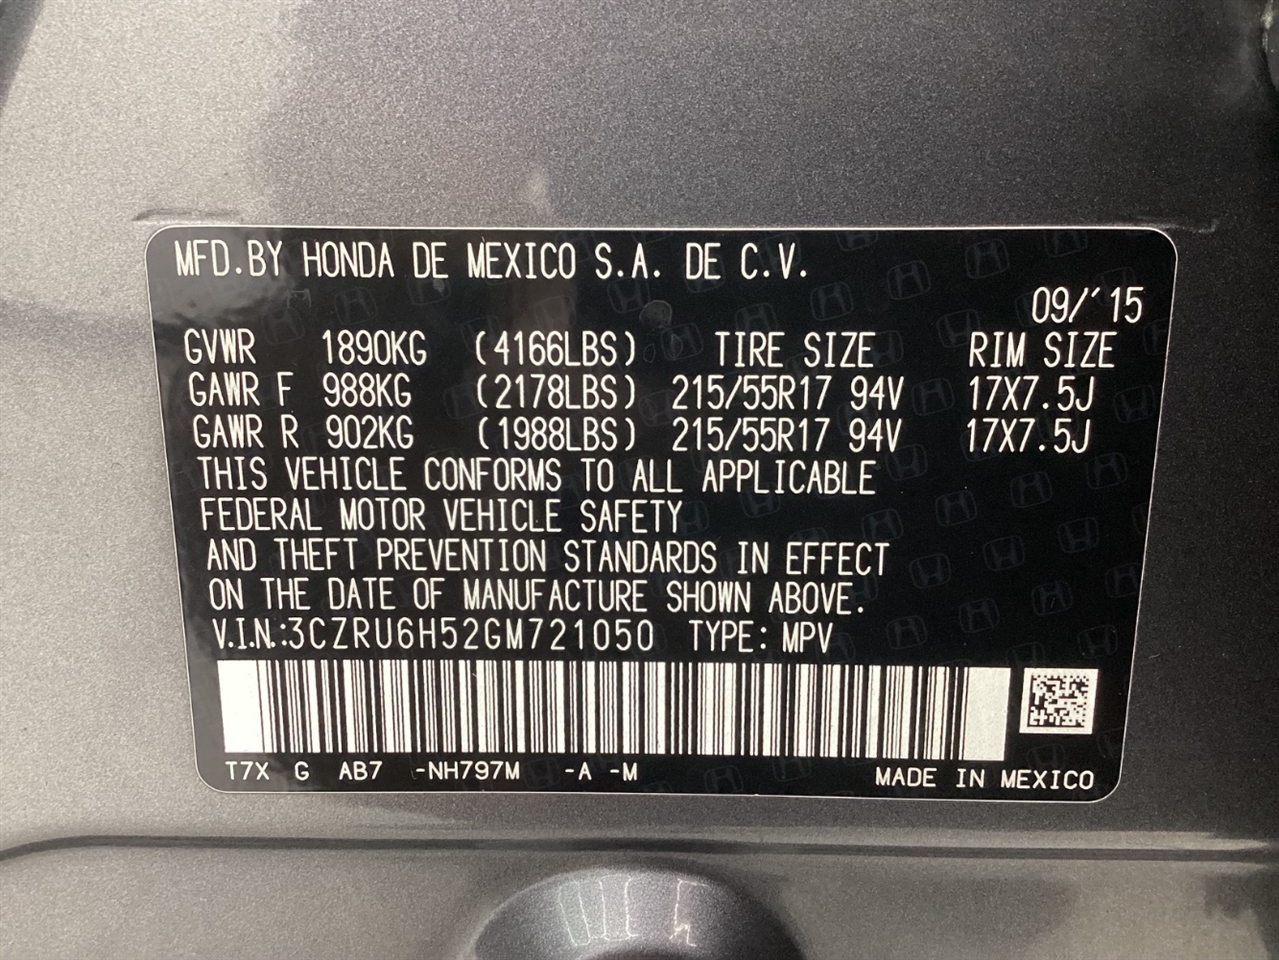 MFD.BY HONDA DE MEXICO S.A. DE C.V.
09/'15
GVWR 1890KG (4166LBS) TIRE SIZE RIM SIZE
GAWR F 988KG (2178LBS) 215/55R17 94V 17X7.5J
GAWR R 902KG (1988LBS) 215/55R17 94V 17X7.5J
THIS VEHICLE CONFORMS TO ALL APPLICABLE
FEDERAL MOTOR VEHICLE SAFETY
AND THEFT PREVENTION STANDARDS IN EFFECT
ON THE DATE OF MANUFACTURE SHOWN ABOVE.
V.I.N.:3CZRU6H52GM721050 TYPE: MPV
T7X G AB7 -NH797M -A -M MADE IN MEXICO